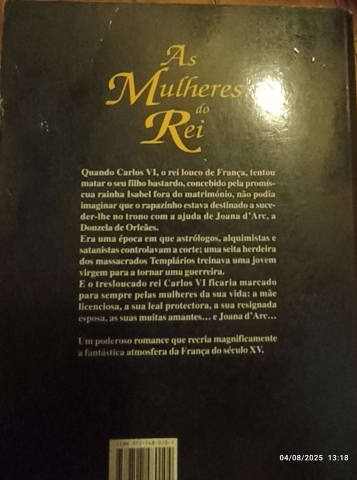 As
Mulheres
do
Rei
Quando Carlos VI, o rei louco de França, tentou
matar o seu filho bastardo, concebido pela promís-
cua rainha Isabel fora do matrimónio, não podia
imaginar que o rapazinho estava destinado a suce-
der-lhe no trono com a ajuda de Joana d'Arc, a
Donzela de Orleães.
Era uma época em que astrólogos, alquimistas e
satanistas controlavam a corte; uma seita herdeira
dos massacrados Templários treinava uma jovem
virgem para a tornar uma guerreira.
E o tresloucado rei Carlos VI ficaria marcado
para sempre pelas mulheres da sua vida: a mãe
licenciosa, a sua leal protectora, a sua resignada
esposa, as suas muitas amantes... e Joana d'Arc...
Um poderoso romance que recria magnificamente
a fantástica atmosfera da França do século XV.
ISBN
04/08/2025 13:18